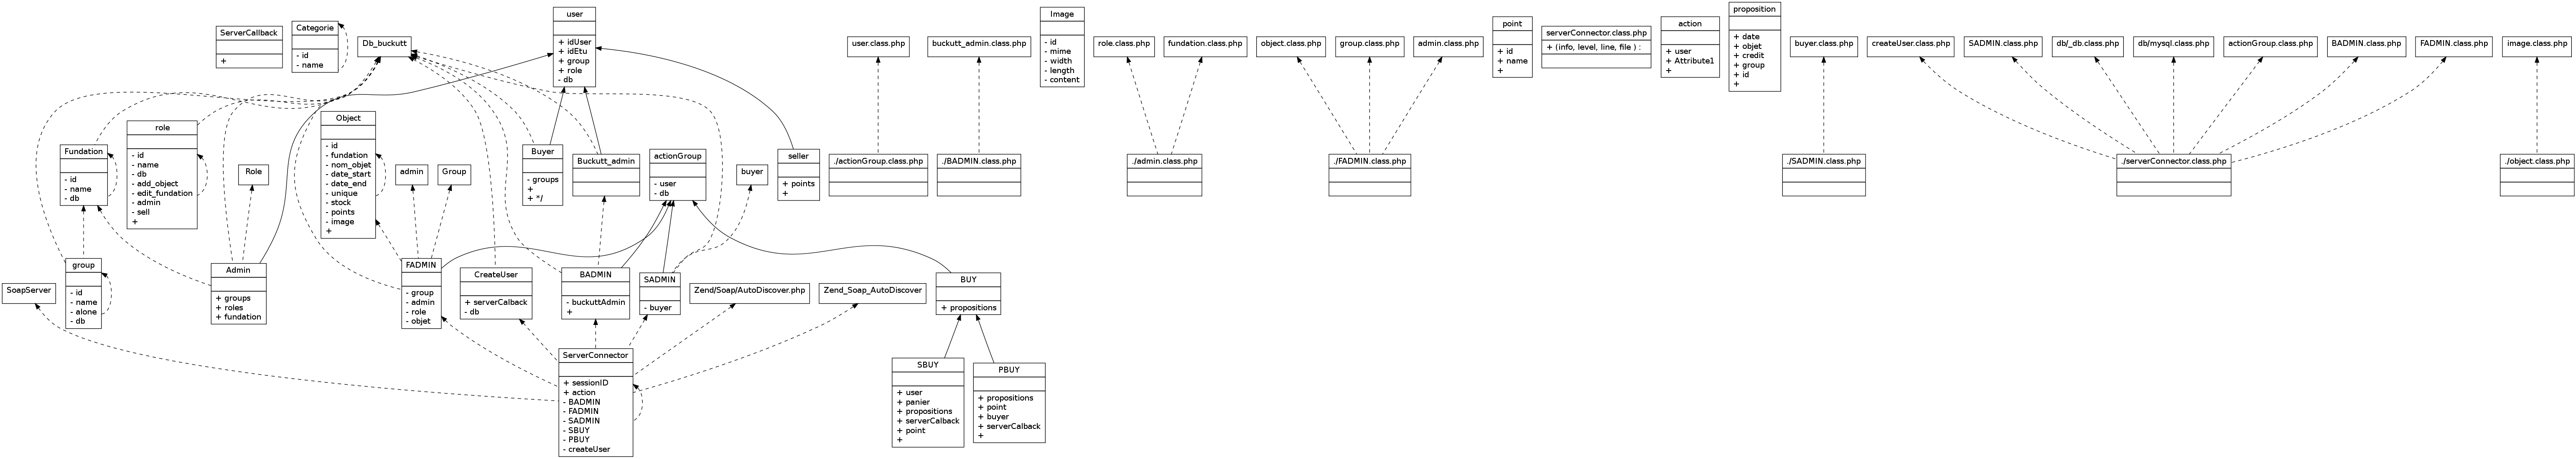 ServerCallback
+
Categorie
- id
- name
Db_buckutt
user
+ idUser
+ idEtu
+ group
+ role
- db
user.class.php
buckutt_admin.class.php
Image
- id
- mime
- width
- length
- content
role.class.php
fundation.class.php
object.class.php
group.class.php
admin.class.php
point
+ id
+ name
+
serverConnector.class.php
+ (info, level, line, file ) :
action
+ user
+ Attribute1
+
proposition
+ date
+ objet
+ credit
+ group
+ id
+
buyer.class.php
createUser.class.php
SADMIN.class.php
db/_db.class.php
db/mysql.class.php
actionGroup.class.php
BADMIN.class.php
FADMIN.class.php
image.class.php
Fundation
- id
- name
- db
role
- id
- name
- db
- add_object
- edit_fundation
- admin
- sell
+
Role
Object
- id
- fundation
- nom_objet
- date_start
- date_end
- unique
- stock
- points
- image
+
admin
Group
Buyer
- groups
+
+ */
Buckutt_admin
actionGroup
- user
- db
buyer
seller
+ points
+
./actionGroup.class.php
./BADMIN.class.php
./admin.class.php
./FADMIN.class.php
./SADMIN.class.php
./serverConnector.class.php
./object.class.php
SoapServer
group
- id
- name
- alone
- db
Admin
+ groups
+ roles
+ fundation
FADMIN
- group
- admin
- role
- objet
CreateUser
+ serverCalback
- db
BADMIN
- buckuttAdmin
+
SADMIN
- buyer
Zend/Soap/AutoDiscover.php
Zend_Soap_AutoDiscover
BUY
+ propositions
ServerConnector
+ sessionID
+ action
- BADMIN
- FADMIN
- SADMIN
- SBUY
- PBUY
- createUser
SBUY
+ user
+ panier
+ propositions
+ serverCalback
+ point
+
PBUY
+ propositions
+ point
+ buyer
+ serverCalback
+